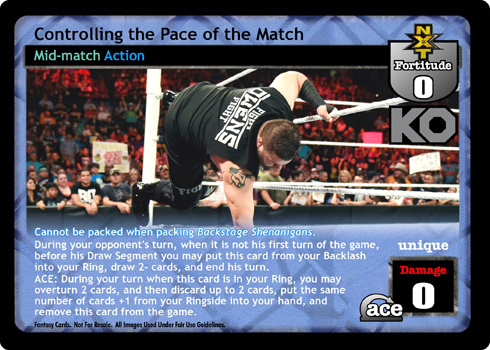 Controlling the Pace of the Match
NXT
Mid-match Action
Fortitude
0
KO
FIGHT
OWENS
FIGHT
Cannot be packed when packing Backstage Shenanigans.
During your opponent's turn, when it is not his first turn of the game,
before his Draw Segment you may put this card from your Backlash
into your Ring, draw 2- cards, and end his turn.
ACE: During your turn when this card is in your Ring, you may
overturn 2 cards, and then discard up to 2 cards, put the same
number of cards +1 from your Ringside into your hand, and
remove this card from the game.
unique
Damage
0
ace
Fantasy Cards. Not For Resale. All Images Used Under Fair Use Guidelines.